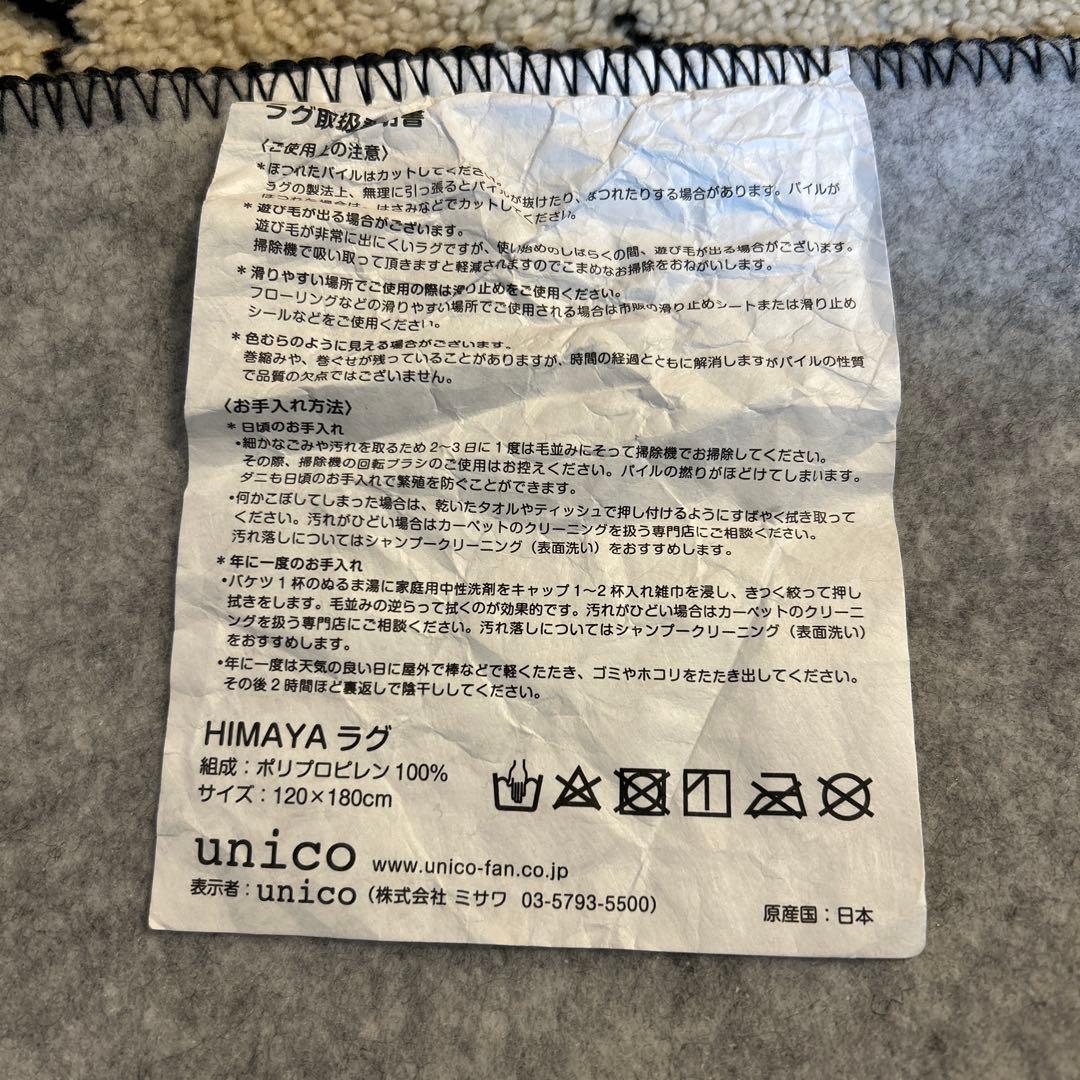 ラグ取扱説明書
〈ご使用上の注意〉
*ほつれたパイルはカットしてください。
ラグの製法上、無理に引っ張るとパイルが抜けたり、ほつれたりする場合があります。パイルが
ほつれた場合は、はさみなどでカットしてください。
*遊び毛が出る場合がございます。
遊び毛が非常に出にくいラグですが、使い始めのしばらくの間、遊び毛が出る場合がございます。
掃除機で吸い取って頂きますと軽減されますのでこまめなお掃除をおねがいします。
*滑りやすい場所でご使用の際は滑り止めをご使用ください。
フローリングなどの滑りやすい場所でご使用される場合は市販の滑り止めシートまたは滑り止め
シールなどをご使用ください。
*色むらのように見える場合がございます。
巻縮みや、巻ぐせが残っていることがありますが、時間の経過とともに解消しますがパイルの性質
で品質の欠点ではございません。
〈お手入れ方法〉
*日頃のお手入れ
・細かなごみや汚れを取るため2~3日に1度は毛並みにそって掃除機でお掃除してください。
その際、掃除機の回転ブラシのご使用はお控えください。パイルの撚りがほどけてしまいます。
ダニも日頃のお手入れで繁殖を防ぐことができます。
・何かこぼしてしまった場合は、乾いたタオルやティッシュで押し付けるようにすばやく拭き取って
ください。汚れがひどい場合はカーペットのクリーニングを扱う専門店にご相談ください。
汚れ落しについてはシャンプークリーニング（表面洗い）をおすすめします。
*年に一度のお手入れ
・バケツ1杯のぬるま湯に家庭用中性洗剤をキャップ1~2杯入れ雑巾を浸し、きつく絞って押し
拭きをします。毛並みの逆らって拭くのが効果的です。汚れがひどい場合はカーペットのクリーニ
ングを扱う専門店にご相談ください。汚れ落しについてはシャンプークリーニング（表面洗い）
をおすすめします。
・年に一度は天気の良い日に屋外で棒などで軽くたたき、ゴミやホコリをたたき出してください。
その後2時間ほど裏返しで陰干ししてください。
HIMAYA ラグ
組成：ポリプロピレン100%
サイズ：120×180cm
unico www.unico-fan.co.jp
表示者：unico（株式会社 ミサワ 03-5793-5500）
原産国：日本